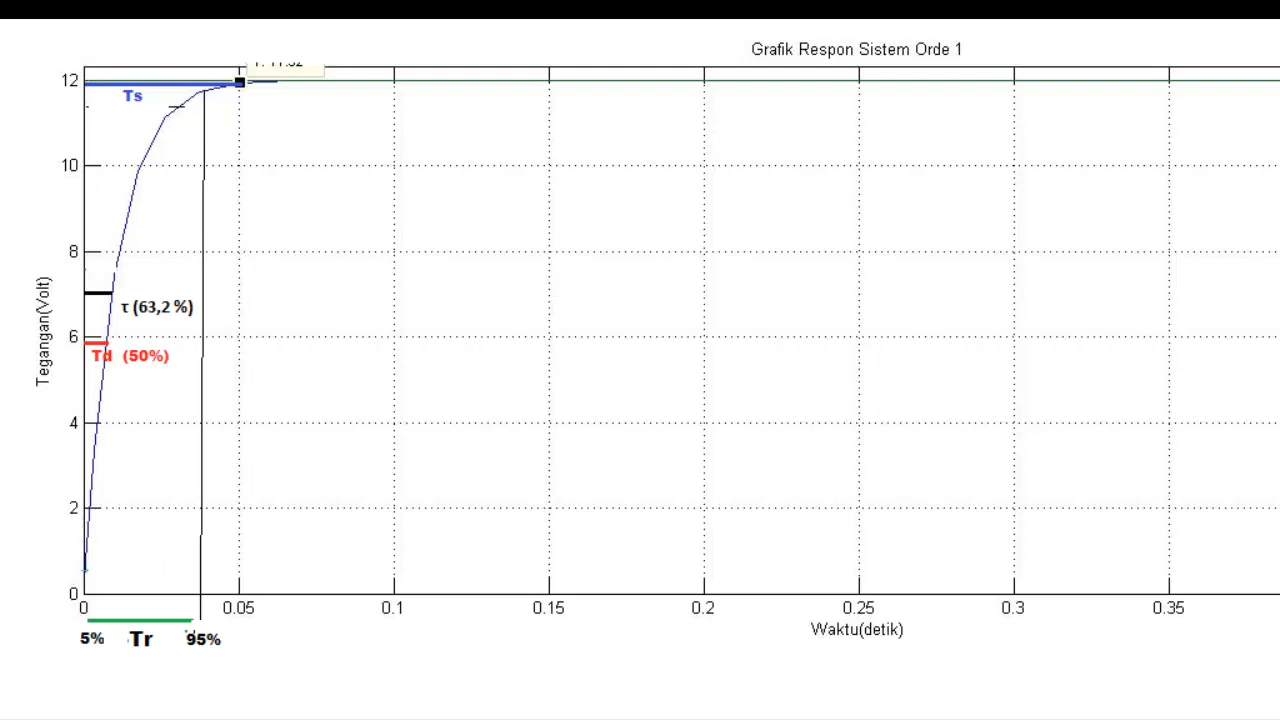 Grafik Respon Sistem Orde 1
12
Ts
10
8
τ (63,2 %)
6
Td (50%)
4
2
0
Tegangan(Volt)
0 0.05 0.1 0.15 0.2 0.25 0.3 0.35
Waktu(detik)
5% Tr 95%